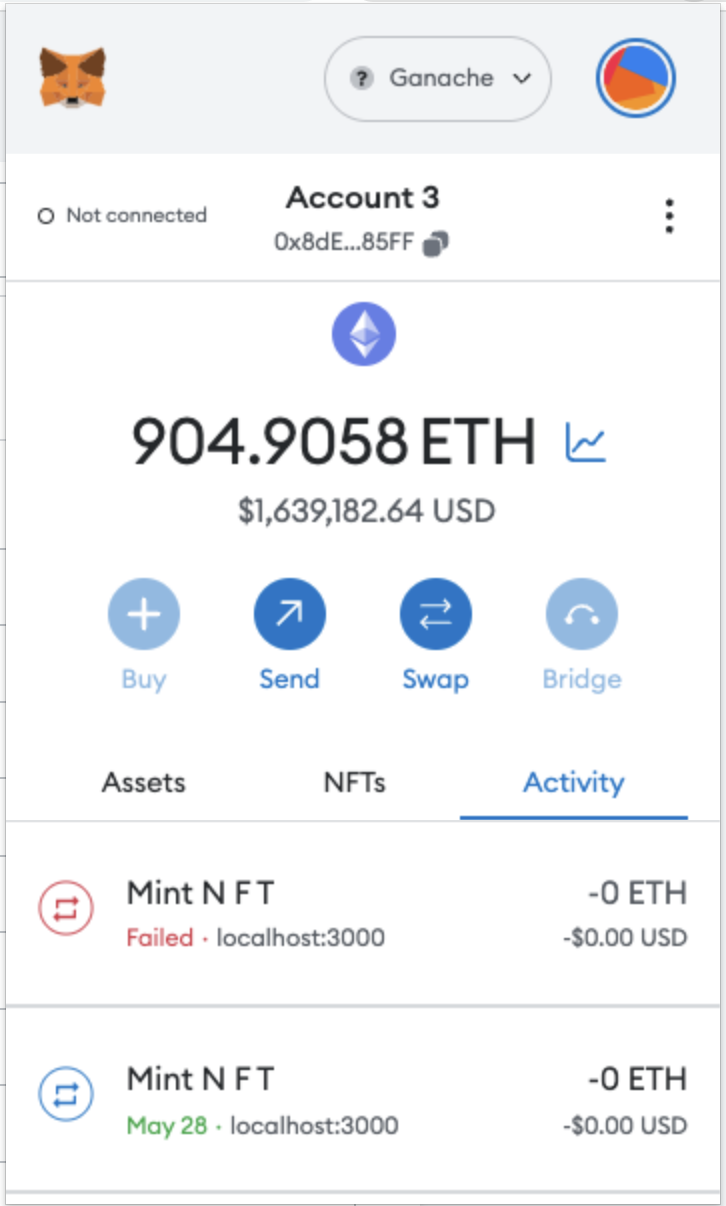 ? Ganache
Not connected
Account 3
0x8dE...85FF
904.9058 ETH
$1,639,182.64 USD
Buy Send Swap Bridge
Assets NFTs Activity
Mint N F T -0 ETH
Failed · localhost:3000 -$0.00 USD
Mint N F T -0 ETH
May 28 · localhost:3000 -$0.00 USD